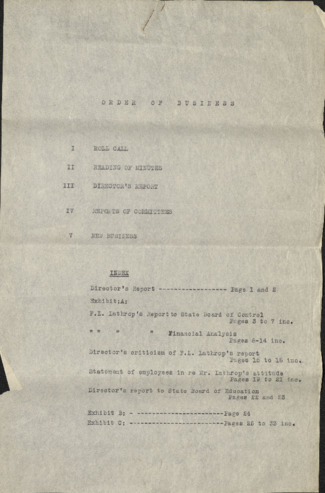 ORDER OF BUSINESS
I ROLL CALL
II READING OF MINUTES
III DIRECTOR'S REPORT
IV REPORTS OF COMMITTEES
V NEW BUSINESS
INDEX
Director's Report ------------------ Page 1 and 2
Exhibit:A:
F.L. Lathrop's Report:to State Board of Control
Pages 2 to 7 inc.
" " " " Financial Analysis
Pages 8-14 inc.
Director's criticism of F.L. Lathrop's report
Pages 15 to 18 inc.
Statement of employees in re Mr. Lathrop's attitude
Pages 19 to 21 inc.
Director's report to State Board of Education
Pages 22 and 23
Exhibit B: - -----------------------Page 24
Exhibit C: ------------------------Pages 25 to 33 inc.